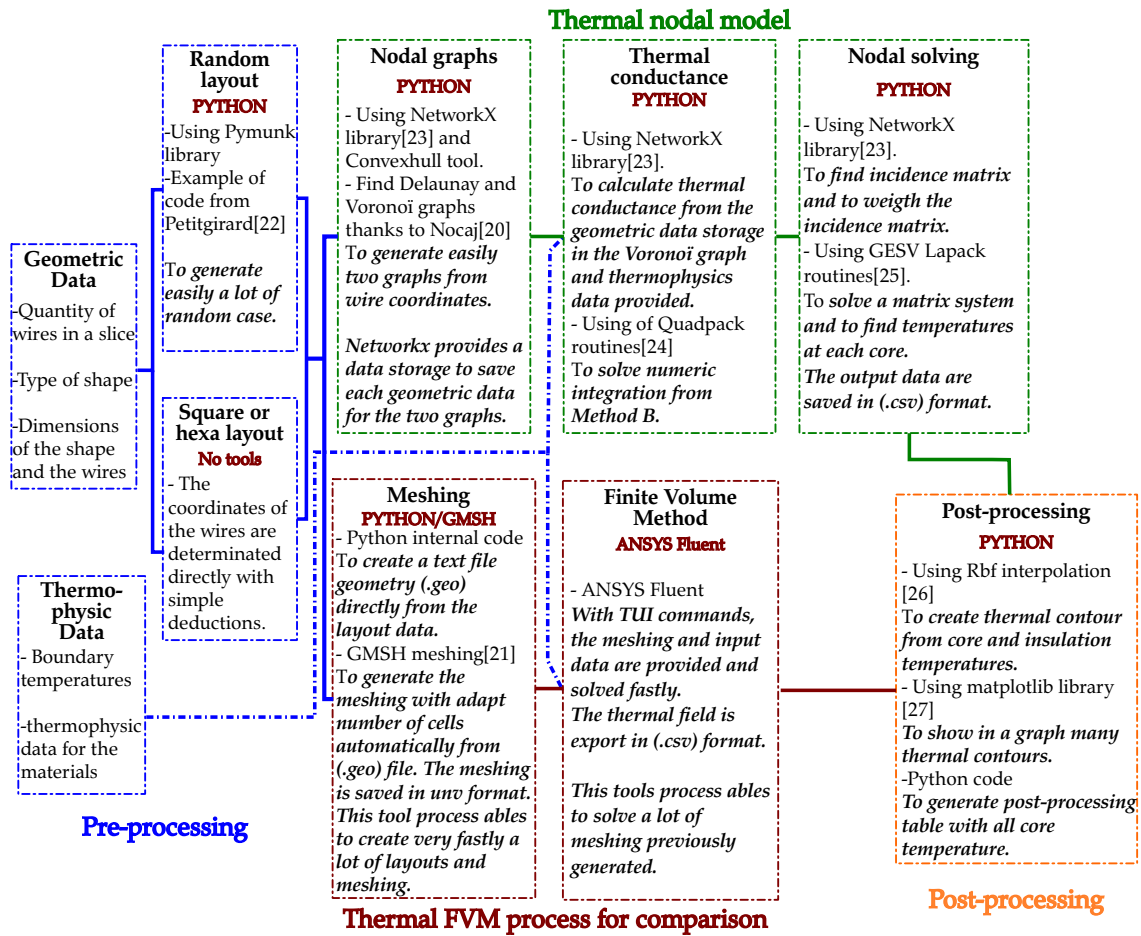 Thermal nodal model
Geometric
Data
-Quantity of
wires in a slice
-Type of shape
-Dimensions
of the shape
and the wires
Thermo-
physic
Data
- Boundary
temperatures
-thermophysic
data for the
materials
Random
layout
PYTHON
-Using Pymunk
library
-Example of
code from
Petitgirard[22]
To generate
easily a lot of
random case.
Square or
hexa layout
No tools
- The
coordinates of
the wires are
determinated
directly with
simple
deductions.
Pre-processing
Nodal graphs
PYTHON
- Using NetworkX
library[23] and
Convexhull tool.
- Find Delaunay and
Voronoï graphs
thanks to Nocaj[20]
To generate easily
two graphs from
wire coordinates.
Networkx provides a
data storage to save
each geometric data
for the two graphs.
Thermal
conductance
PYTHON
- Using NetworkX
library[23].
To calculate thermal
conductance from the
geometric data storage
in the Voronoï graph
and thermophysics
data provided.
- Using of Quadpack
routines[24]
To solve numeric
integration from
Method B.
Nodal solving
PYTHON
- Using NetworkX
library[23].
To find incidence matrix
and to weigth the
incidence matrix.
- Using GESV Lapack
routines[25].
To solve a matrix system
and to find temperatures
at each core.
The output data are
saved in (.csv) format.
Meshing
PYTHON/GMSH
- Python internal code
To create a text file
geometry (.geo)
directly from the
layout data.
- GMSH meshing[21]
To generate the
meshing with adapt
number of cells
automatically from
(.geo) file. The meshing
is saved in unv format.
This tool process ables
to create very fastly a
lot of layouts and
meshing.
Finite Volume
Method
ANSYS Fluent
- ANSYS Fluent
With TUI commands,
the meshing and input
data are provided and
solved fastly.
The thermal field is
export in (.csv) format.
This tools process ables
to solve a lot of
meshing previously
generated.
Thermal FVM process for comparison
Post-processing
PYTHON
- Using Rbf interpolation
[26]
To create thermal contour
from core and insulation
temperatures.
- Using matplotlib library
[27]
To show in a graph many
thermal contours.
-Python code
To generate post-processing
table with all core
temperature.
Post-processing